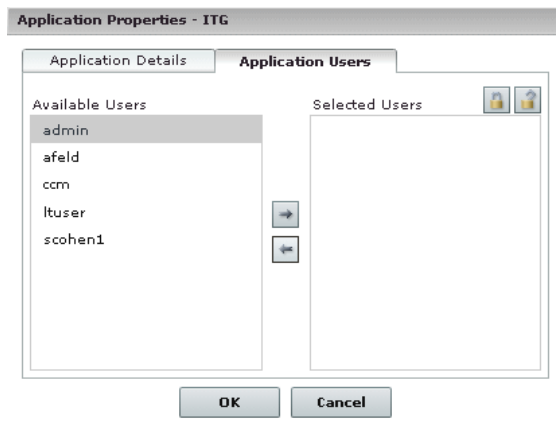 Application Properties - ITG
Application Details
Application Users
Available Users
Selected Users
admin
afeld
ccm
ltuser
scohen1
OK
Cancel